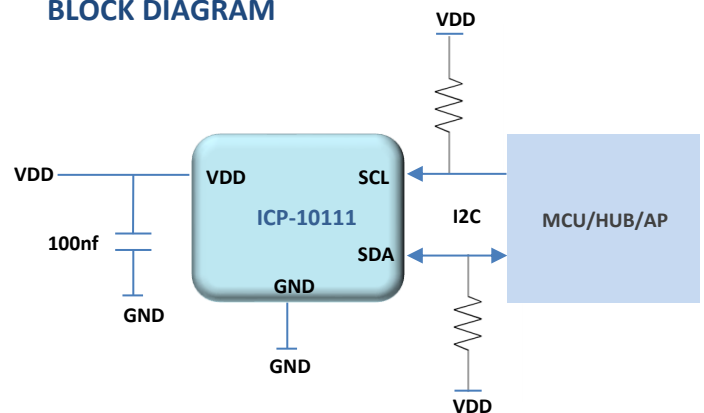 BLOCK DIAGRAM
VDD
VDD
VDD
SCL
ICP-10111
I2C
MCU/HUB/AP
100nf
SDA
GND
GND
GND
VDD